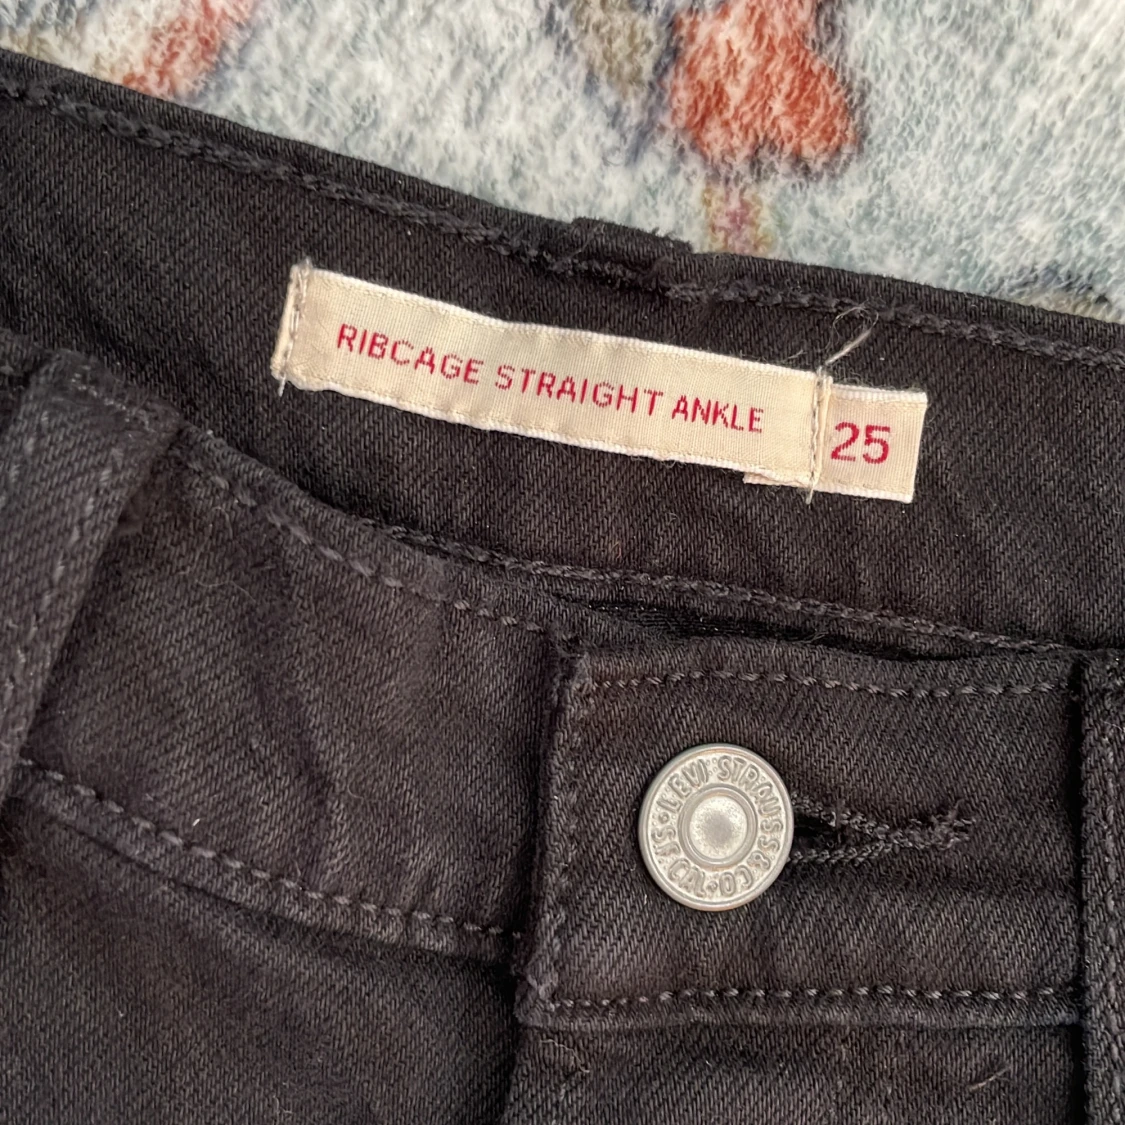 RIBCAGE STRAIGHT ANKLE
25
LEVI STRAUSS & CO.